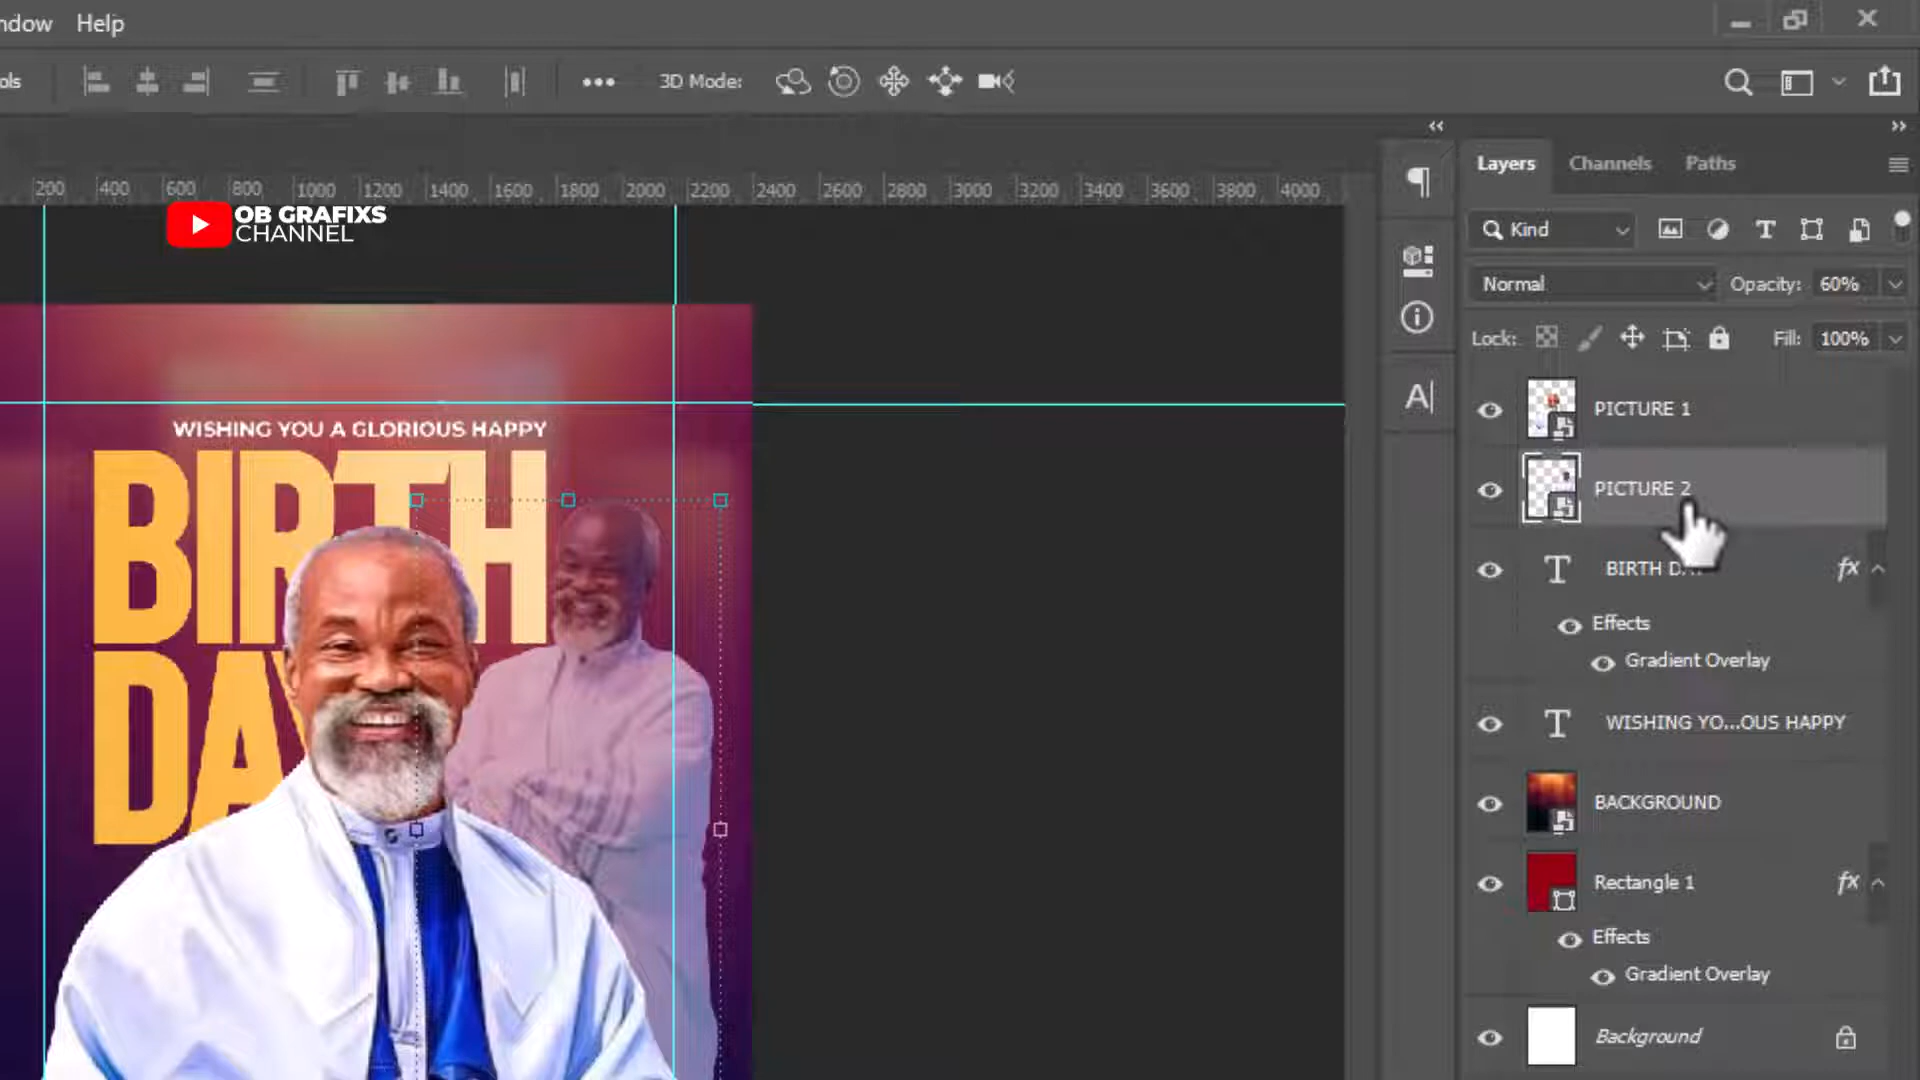 ndow Help
ols 3D Mode:
Layers Channels Paths
200 400 600 800 1000 1200 1400 1600 1800 2000 2200 2400 2600 2800 3000 3200 3400 3600 3800 4000
OB GRAFIXS
CHANNEL
Kind
Normal Opacity: 60%
Lock: Fill: 100%
WISHING YOU A GLORIOUS HAPPY
BIRTH
DAY
PICTURE 1
PICTURE 2
BIRTH DA
fx
Effects
Gradient Overlay
WISHING YO...OUS HAPPY
BACKGROUND
Rectangle 1 fx
Effects
Gradient Overlay
Background